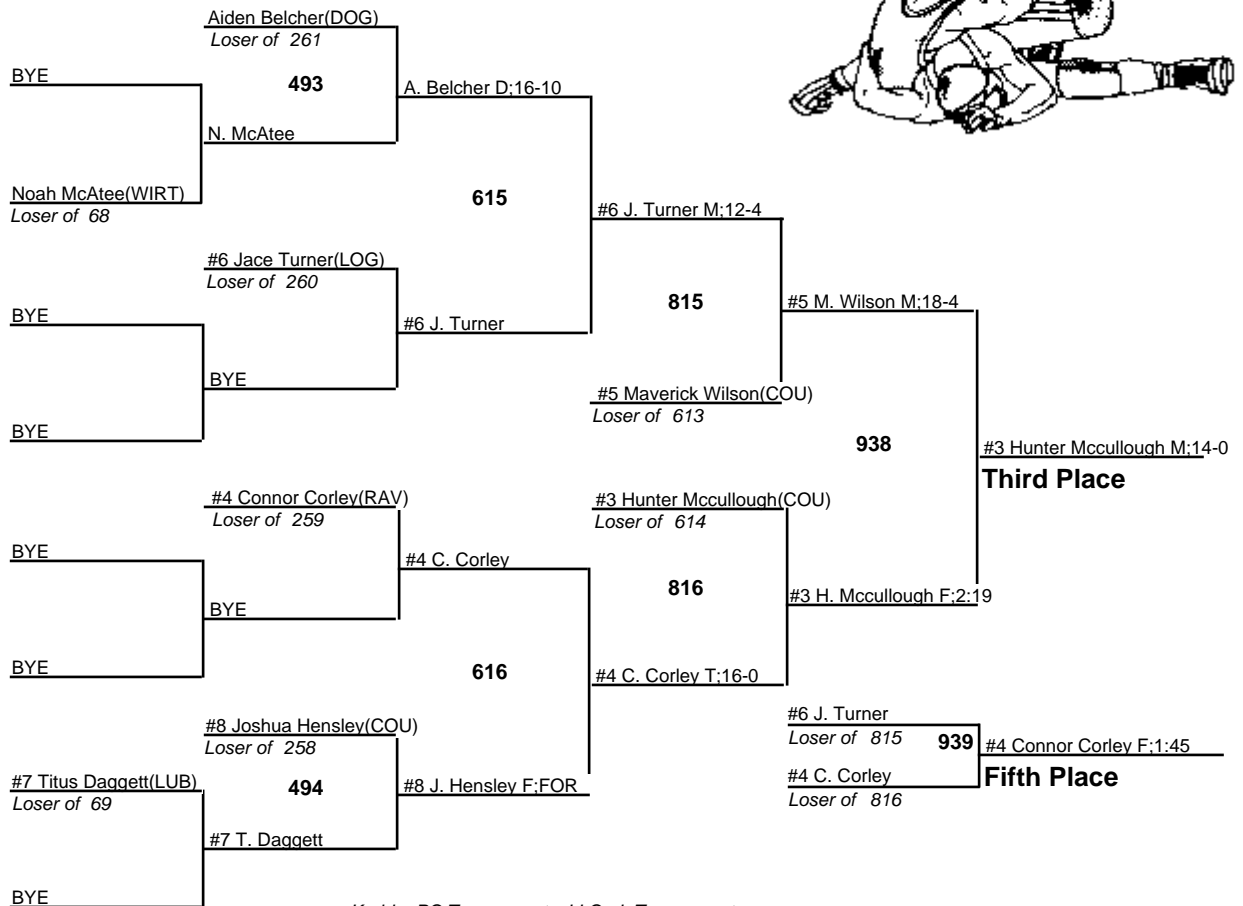 Aiden Belcher(DOG)
Loser of 261
BYE
493
A. Belcher D;16-10
N. McAtee
Noah McAtee(WIRT)
Loser of 68
615
#6 J. Turner M;12-4
#6 Jace Turner(LOG)
Loser of 260
BYE
#6 J. Turner
815
#5 M. Wilson M;18-4
BYE
#5 Maverick Wilson(COU)
Loser of 613
BYE
938
#3 Hunter Mccullough M;14-0
Third Place
#4 Connor Corley(RAV)
Loser of 259
#3 Hunter Mccullough(COU)
Loser of 614
BYE
#4 C. Corley
816
#3 H. Mccullough F;2:19
BYE
BYE
616
#4 C. Corley T;16-0
#8 Joshua Hensley(COU)
Loser of 258
#6 J. Turner
Loser of 815
939
#4 Connor Corley F;1:45
Fifth Place
#7 Titus Daggett(LUB)
Loser of 69
494
#8 J. Hensley F;FOR
#4 C. Corley
Loser of 816
#7 T. Daggett
BYE